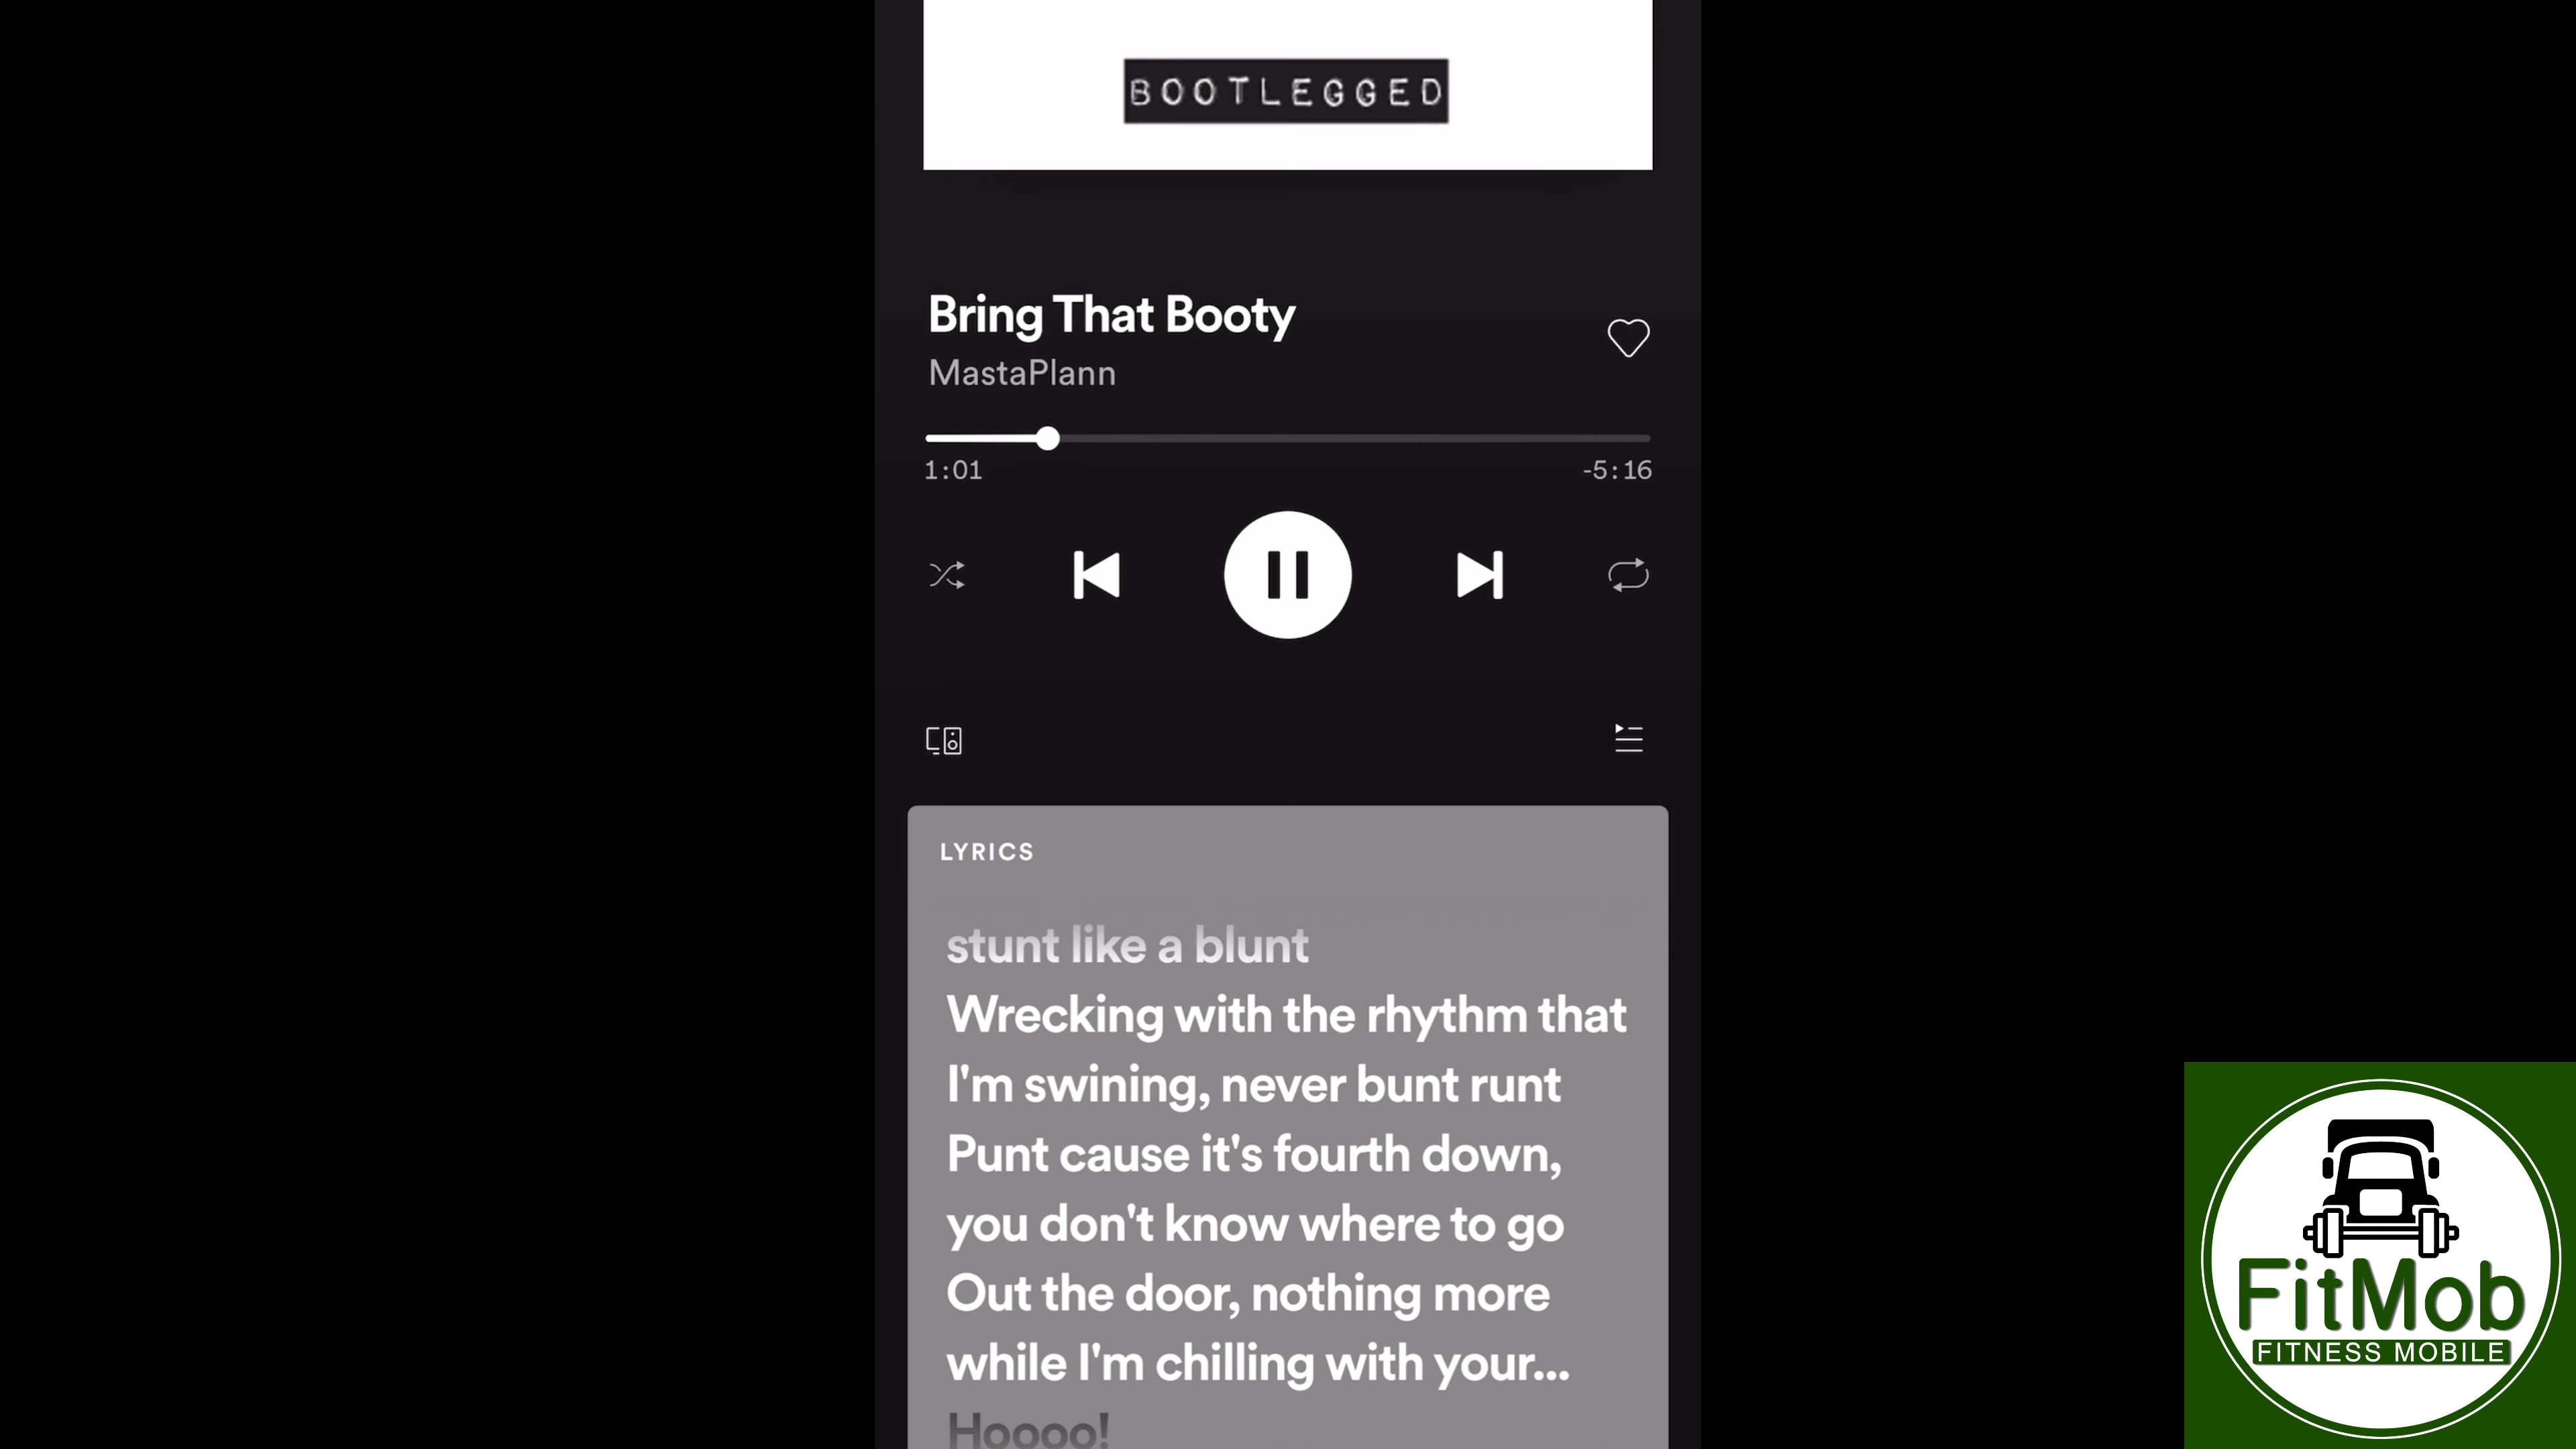 BOOTLEGGED
Bring That Booty
MastaPlann
1:01
-5:16
LYRICS
stunt like a blunt
Wrecking with the rhythm that
I'm swining, never bunt runt
Punt cause it's fourth down,
you don't know where to go
Out the door, nothing more
while I'm chilling with your...
Hoooo!
FitMob
FITNESS MOBILE